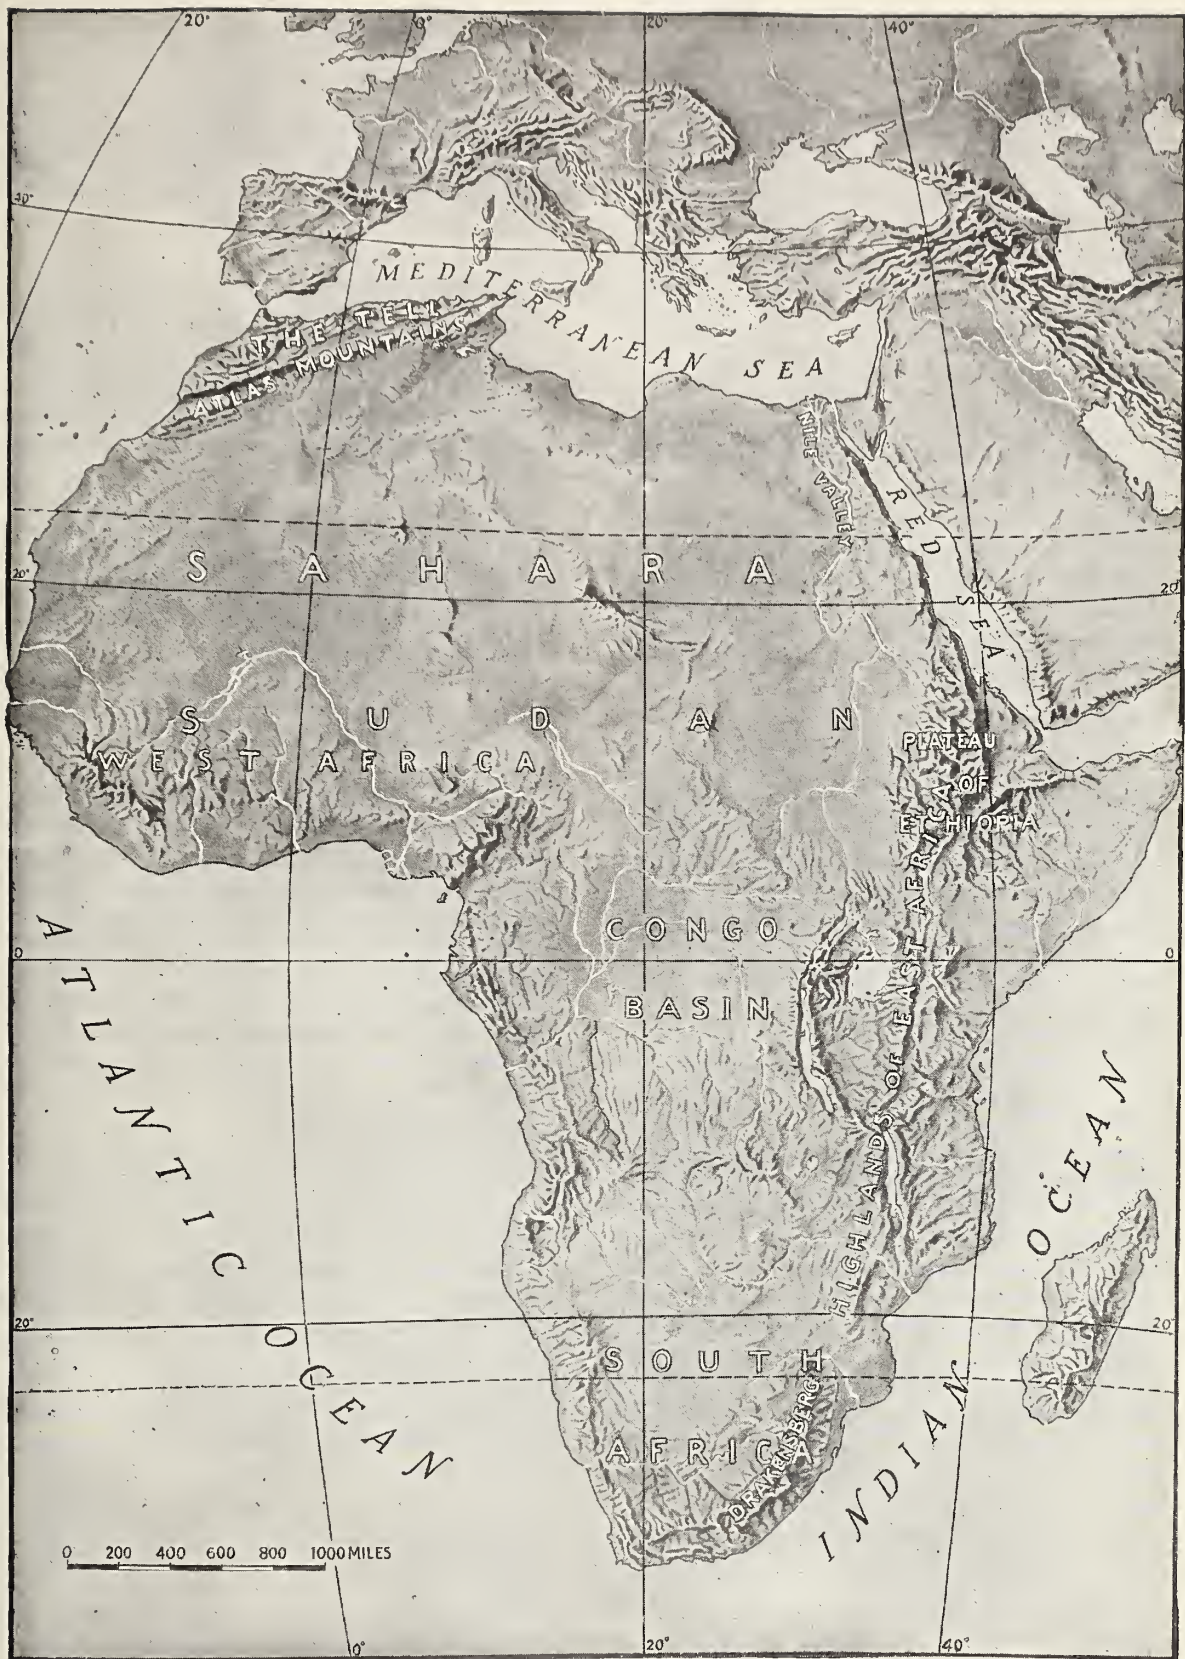 20° 0° 20° 40°
40°
MEDITERRANEAN SEA
THE TELL
ATLAS MOUNTAINS
NILE VALLEY
RED SEA
SAHARA
20° 20°
SUDAN
WEST AFRICA
PLATEAU
OF
ETHIOPIA
CONGO
BASIN
0 0
HIGHLANDS OF EAST AFRICA
ATLANTIC OCEAN
INDIAN OCEAN
20° 20°
SOUTH
AFRICA
DRAKENSBERG
0 200 400 600 800 1000 MILES
0° 20° 40°